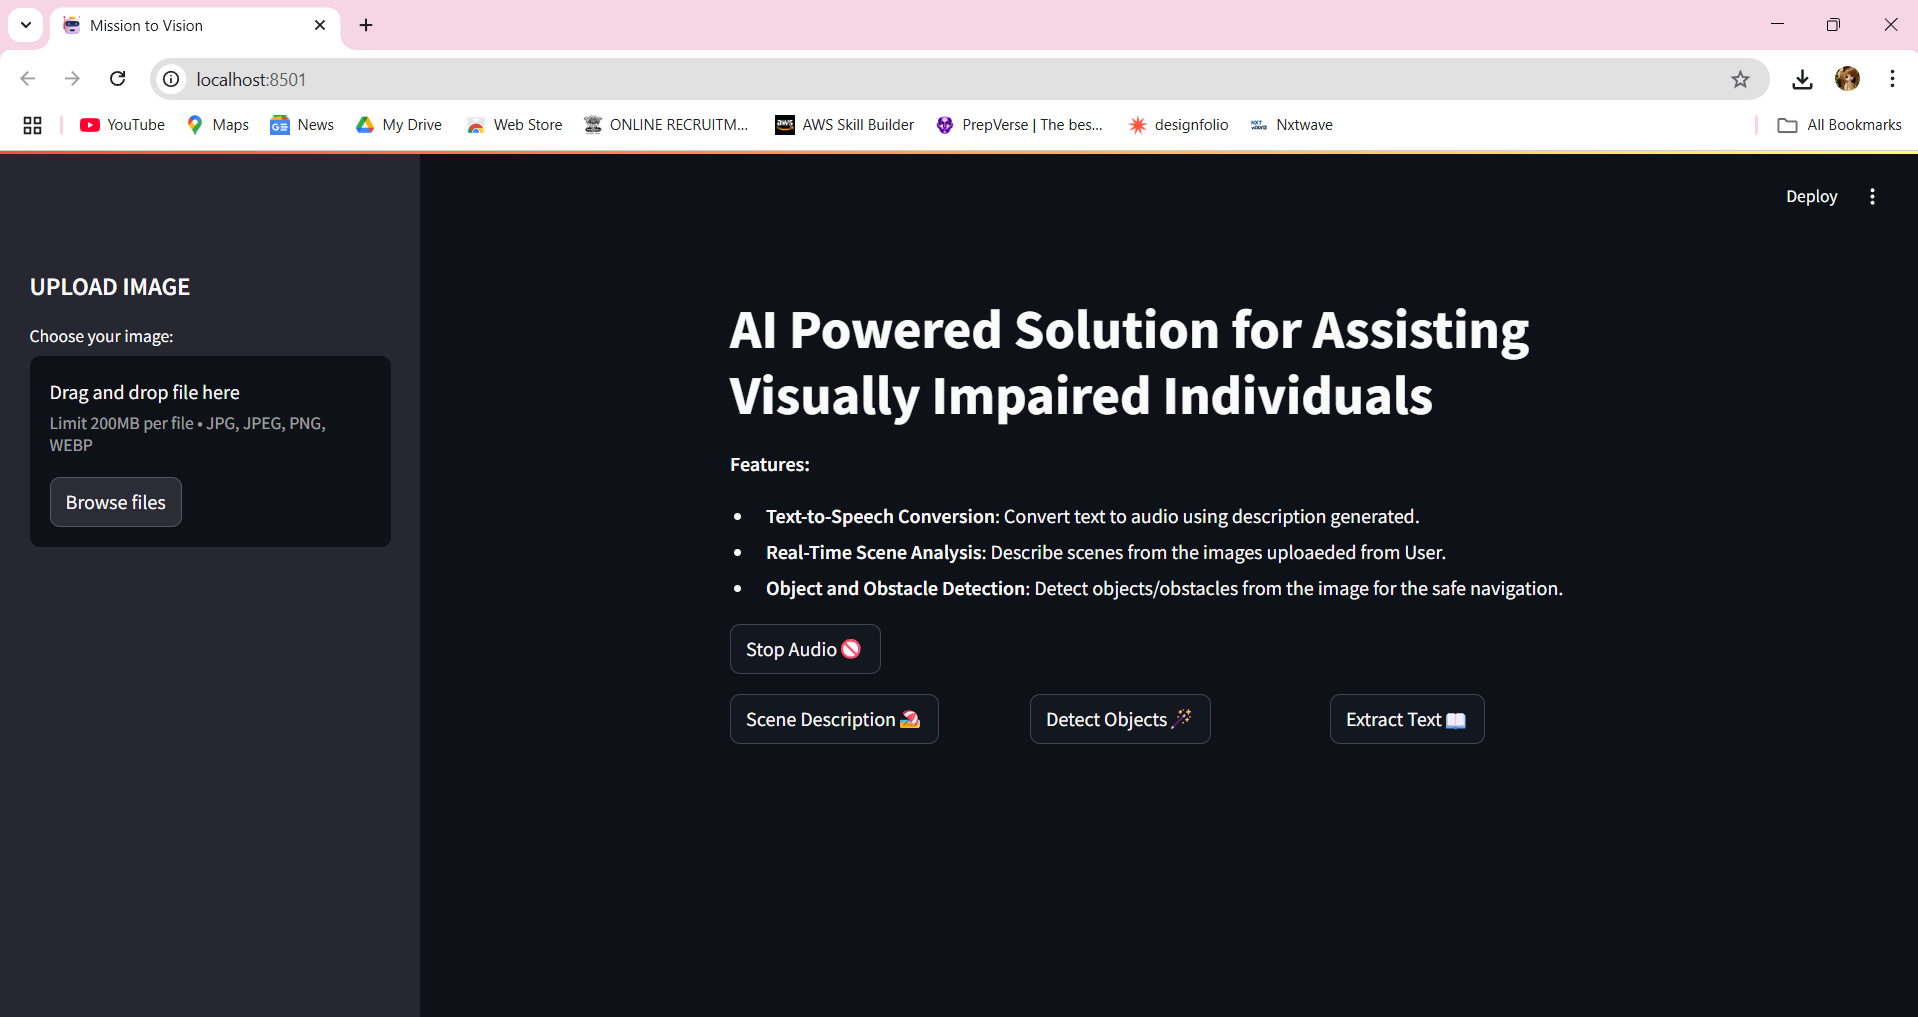 Mission to Vision
localhost:8501
YouTube
Maps
News
My Drive
Web Store
ONLINE RECRUITM...
AWS Skill Builder
PrepVerse | The bes...
designfolio
Nxtwave
All Bookmarks
Deploy
UPLOAD IMAGE
Choose your image:
Drag and drop file here
Limit 200MB per file • JPG, JPEG, PNG,
WEBP
Browse files
AI Powered Solution for Assisting
Visually Impaired Individuals
Features:
• Text-to-Speech Conversion: Convert text to audio using description generated.
• Real-Time Scene Analysis: Describe scenes from the images uploaeded from User.
• Object and Obstacle Detection: Detect objects/obstacles from the image for the safe navigation.
Stop Audio 🚫
Scene Description 🏖️
Detect Objects 🪄
Extract Text 📖